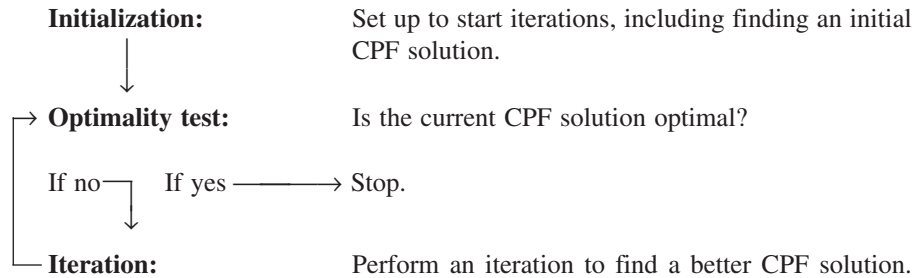 Initialization: Set up to start iterations, including finding an initial
CPF solution.
Optimality test: Is the current CPF solution optimal?
If no If yes Stop.
Iteration: Perform an iteration to find a better CPF solution.